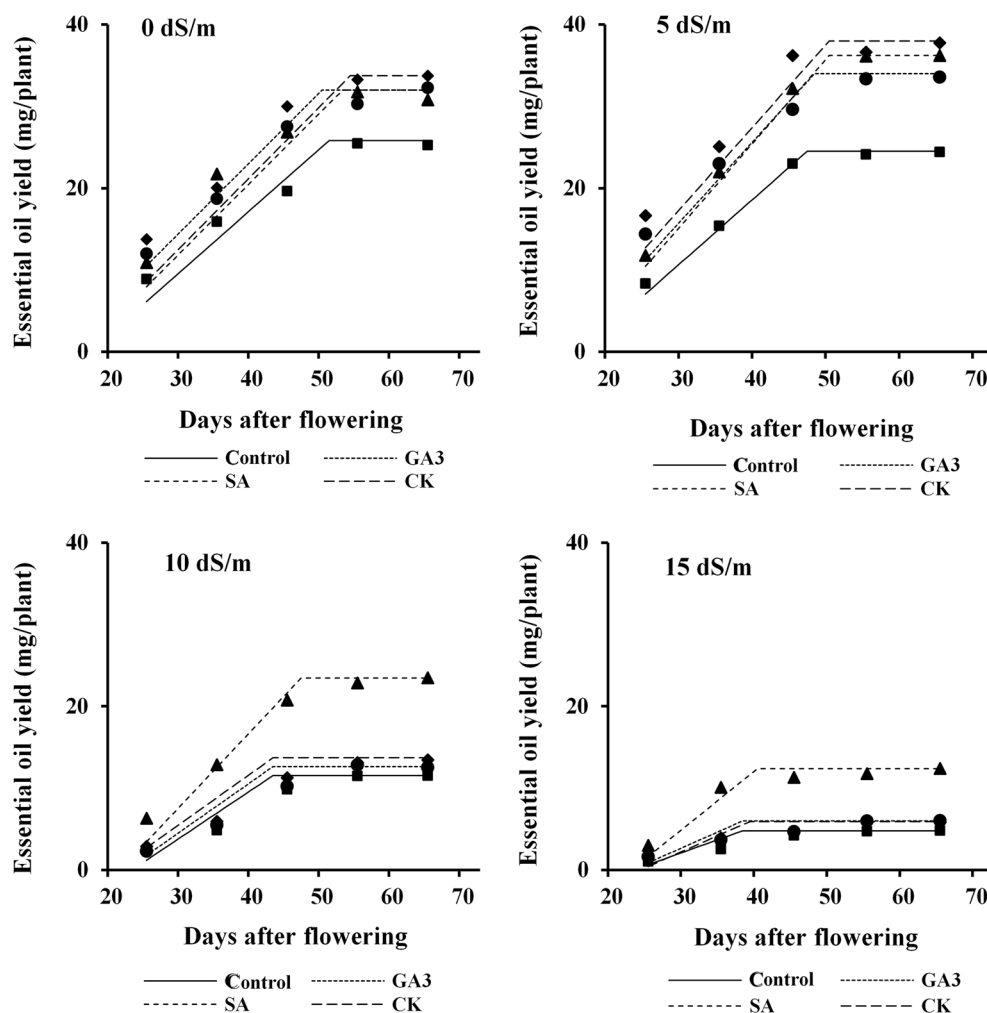 0 dS/m
Essential oil yield (mg/plant)
40
20
0
20 30 40 50 60 70
Days after flowering
Control GA3
SA CK
5 dS/m
Essential oil yield (mg/plant)
40
20
0
20 30 40 50 60 70
Days after flowering
Control GA3
SA CK
10 dS/m
Essential oil yield (mg/plant)
40
20
0
20 30 40 50 60 70
Days after flowering
Control GA3
SA CK
15 dS/m
Essential oil yield (mg/plant)
40
20
0
20 30 40 50 60 70
Days after flowering
Control GA3
SA CK